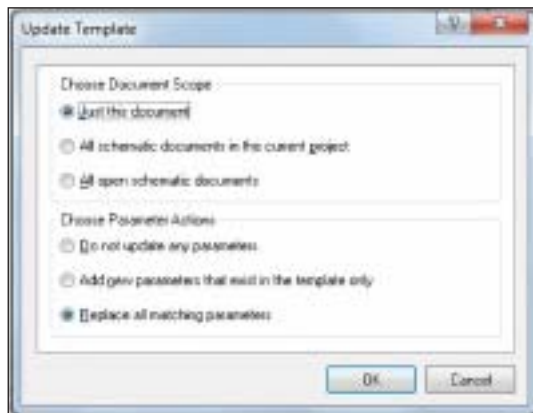 Update Template
Choose Document Scope
Just this document
All schematic documents in the current project
All open schematic documents
Choose Parameter Actions
Do not update any parameters
Add new parameters that exist in the template only
Replace all matching parameters
OK
Cancel